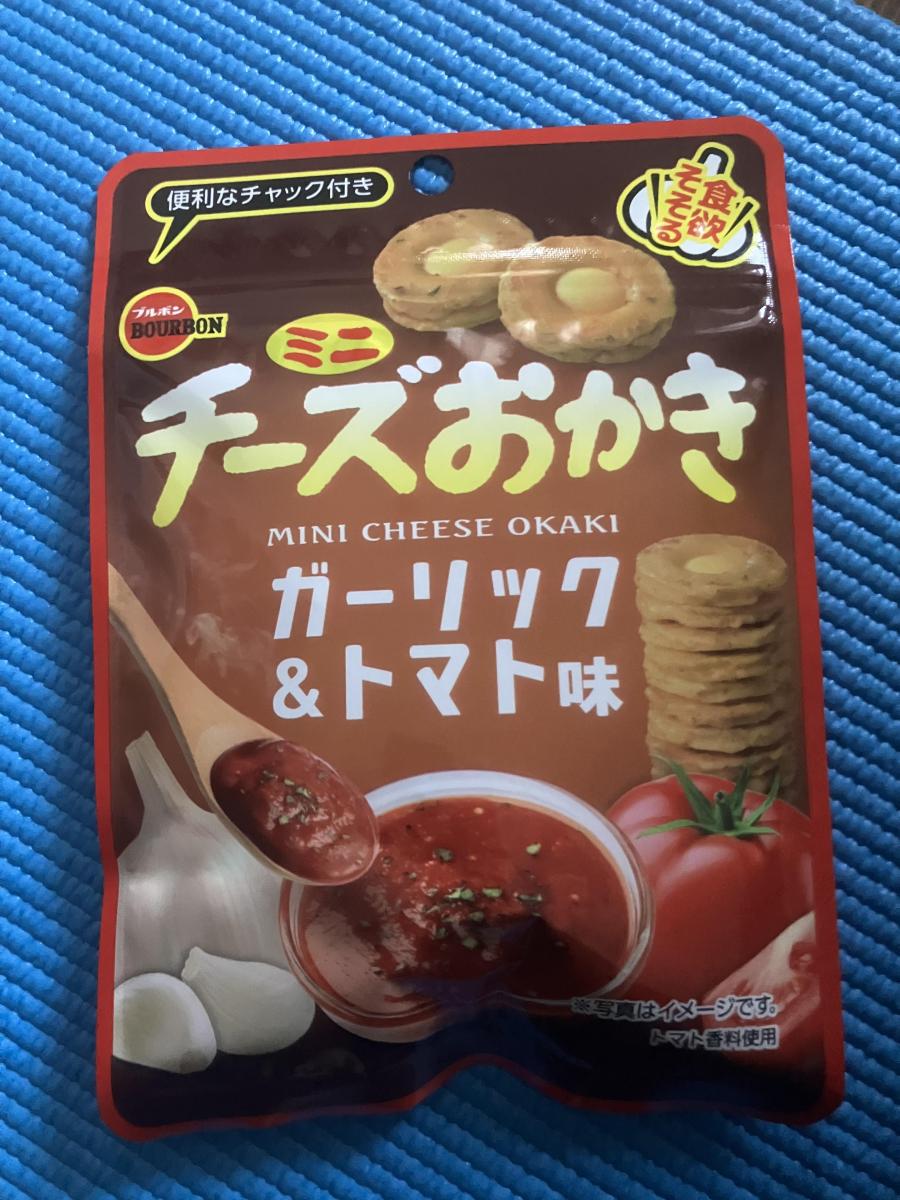 便利なチャック付き
食欲
そそる
ブルボン
BOURBON
ミニ
チーズおかき
MINI CHEESE OKAKI
ガーリック
&トマト味
※写真はイメージです。
トマト香料使用